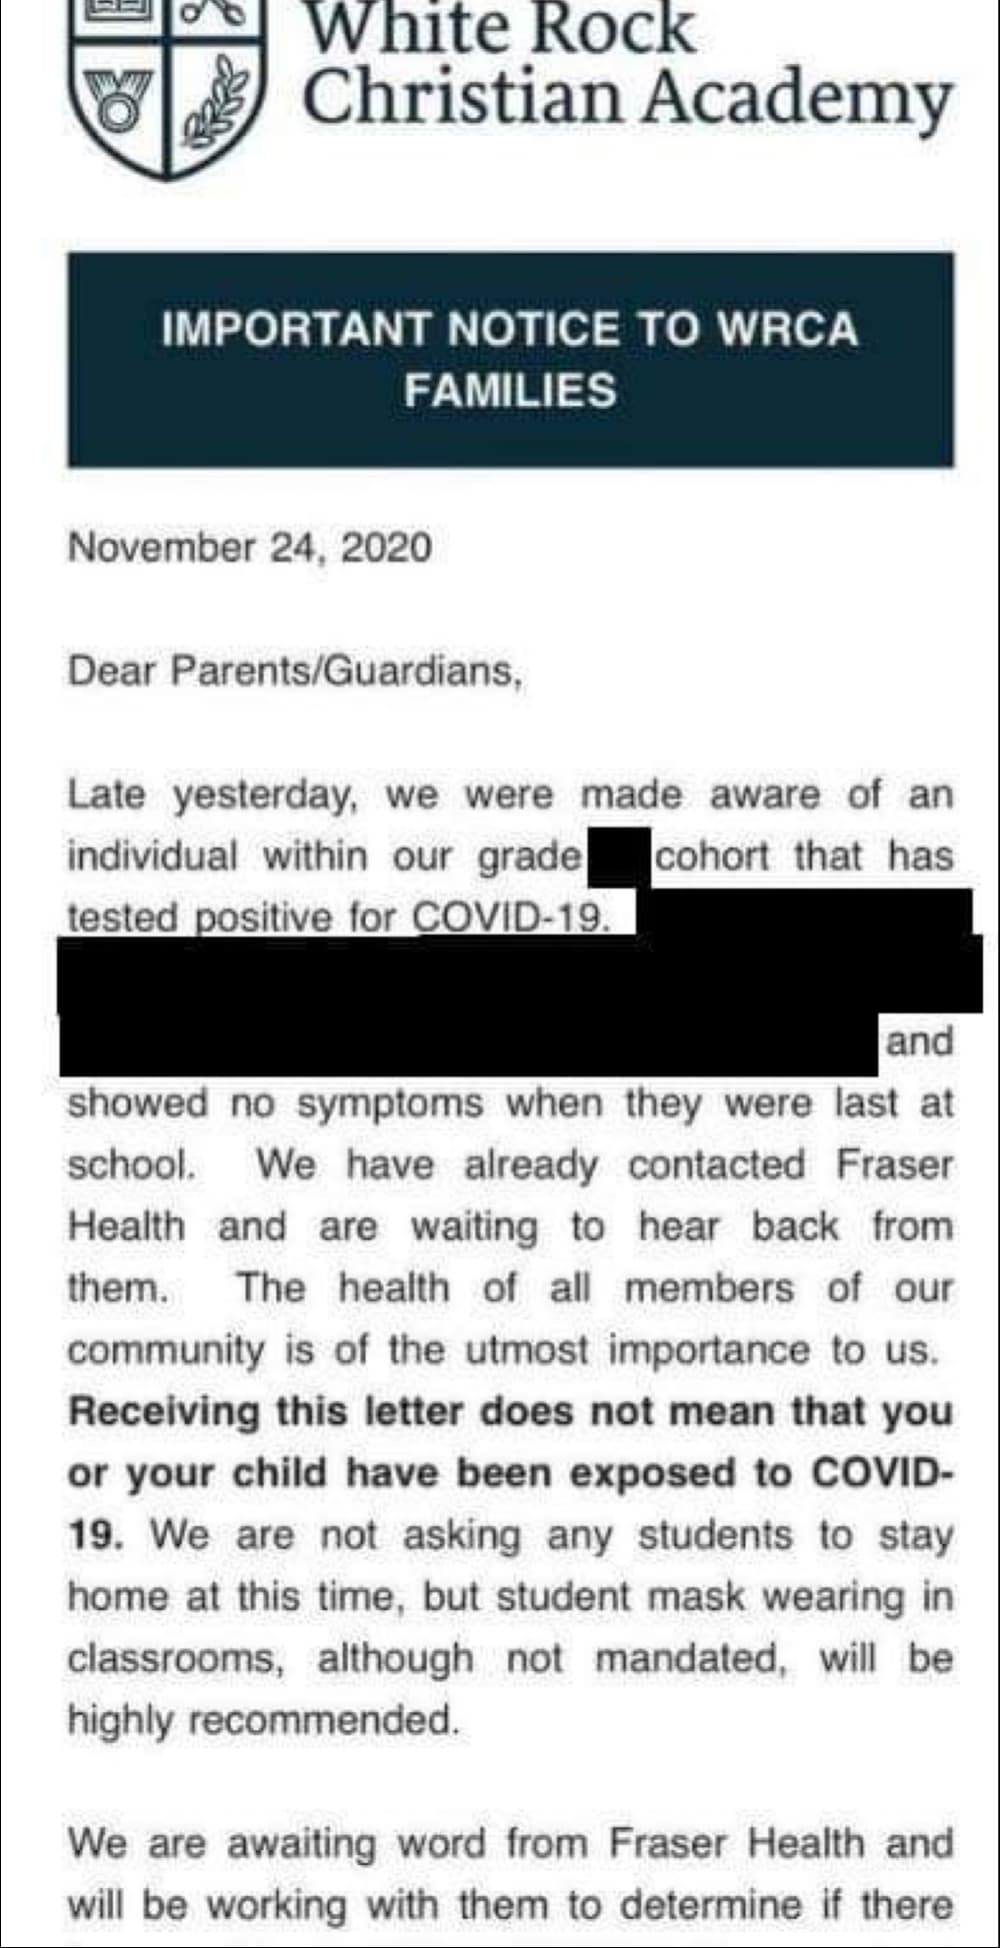 White Rock
Christian Academy
IMPORTANT NOTICE TO WRCA
FAMILIES
November 24, 2020
Dear Parents/Guardians,
Late yesterday, we were made aware of an
individual within our grade cohort that has
tested positive for COVID-19.
and
showed no symptoms when they were last at
school. We have already contacted Fraser
Health and are waiting to hear back from
them. The health of all members of our
community is of the utmost importance to us.
Receiving this letter does not mean that you
or your child have been exposed to COVID-
19. We are not asking any students to stay
home at this time, but student mask wearing in
classrooms, although not mandated, will be
highly recommended.
We are awaiting word from Fraser Health and
will be working with them to determine if there